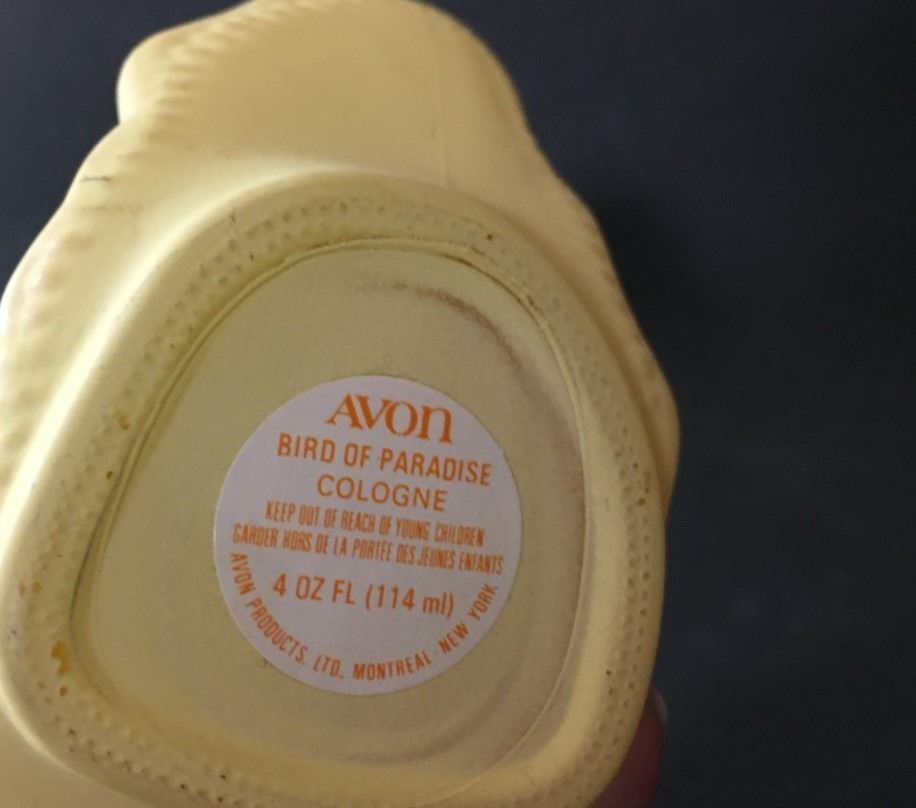 AVON
BIRD OF PARADISE
COLOGNE
KEEP OUT OF REACH OF YOUNG CHILDREN
GARDER HORS DE LA PORTÉE DES JEUNES ENFANTS
4 OZ FL (114 ml)
AVON PRODUCTS, LTD., MONTREAL - NEW YORK